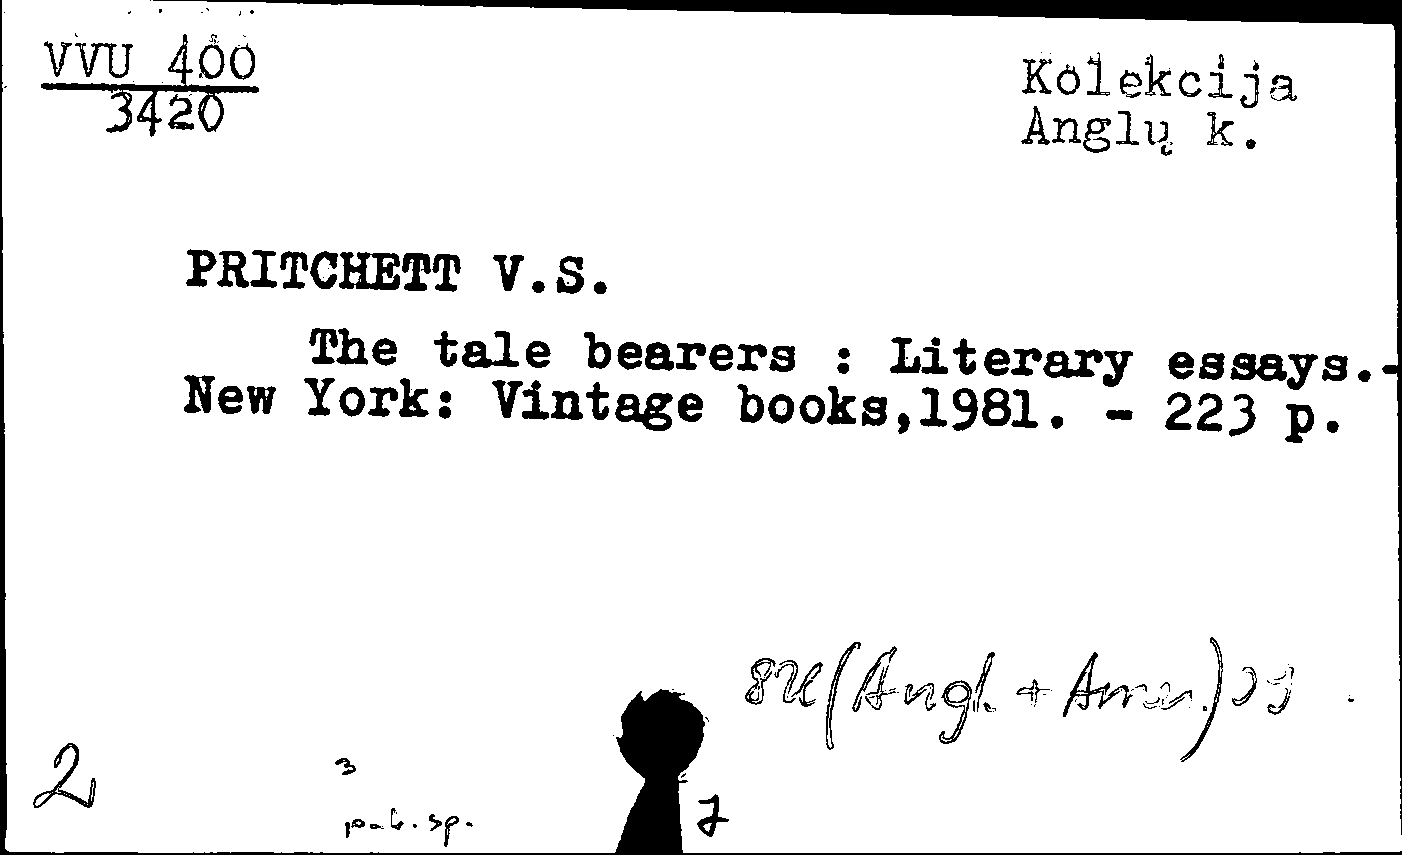 VVU 400
3420
Kolekcija
Anglų k.
PRITCHETT V.S.
The tale bearers : Literary essays.-
New York: Vintage books,1981. - 223 p.
8U(Angl. + Amer.)
2
3